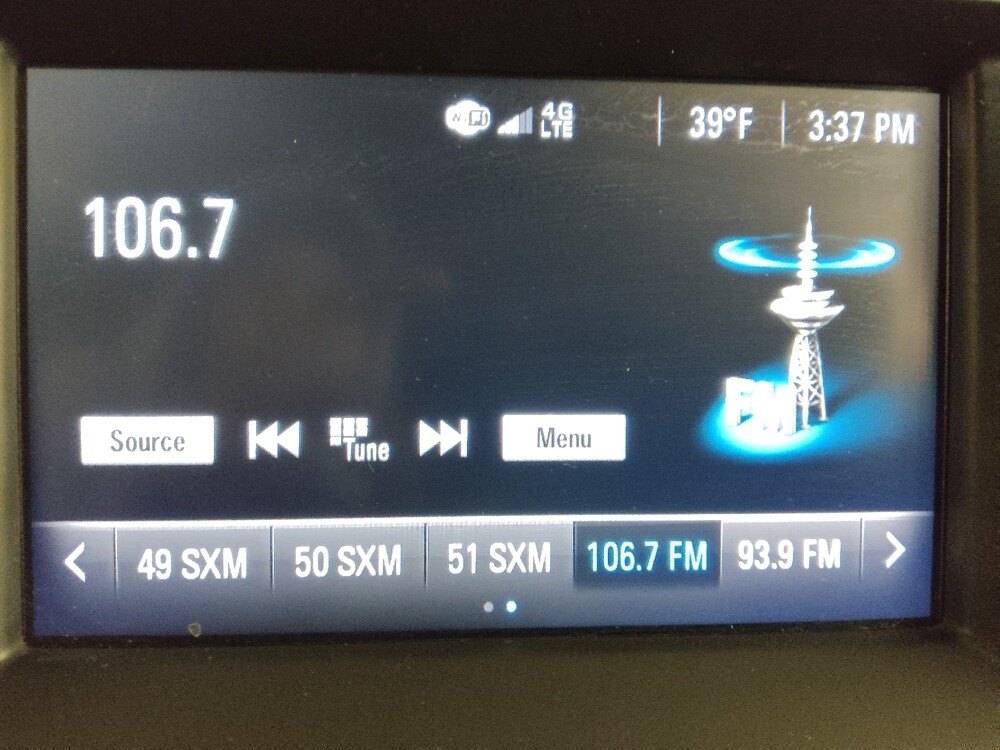 WiFi 4G LTE 39°F 3:37 PM
106.7
FM
Source Tune Menu
49 SXM 50 SXM 51 SXM 106.7 FM 93.9 FM